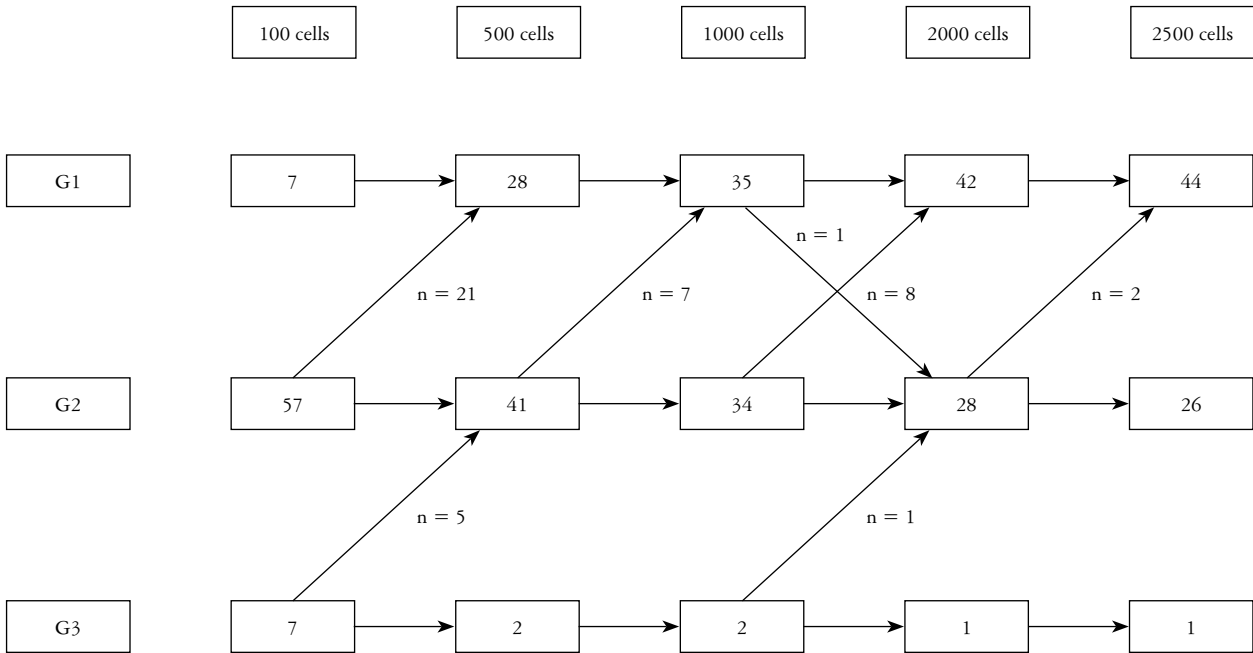 100 cells 500 cells 1000 cells 2000 cells 2500 cells
G1 7 28 35 42 44
n = 1
n = 21 n = 7 n = 8 n = 2
G2 57 41 34 28 26
n = 5 n = 1
G3 7 2 2 1 1